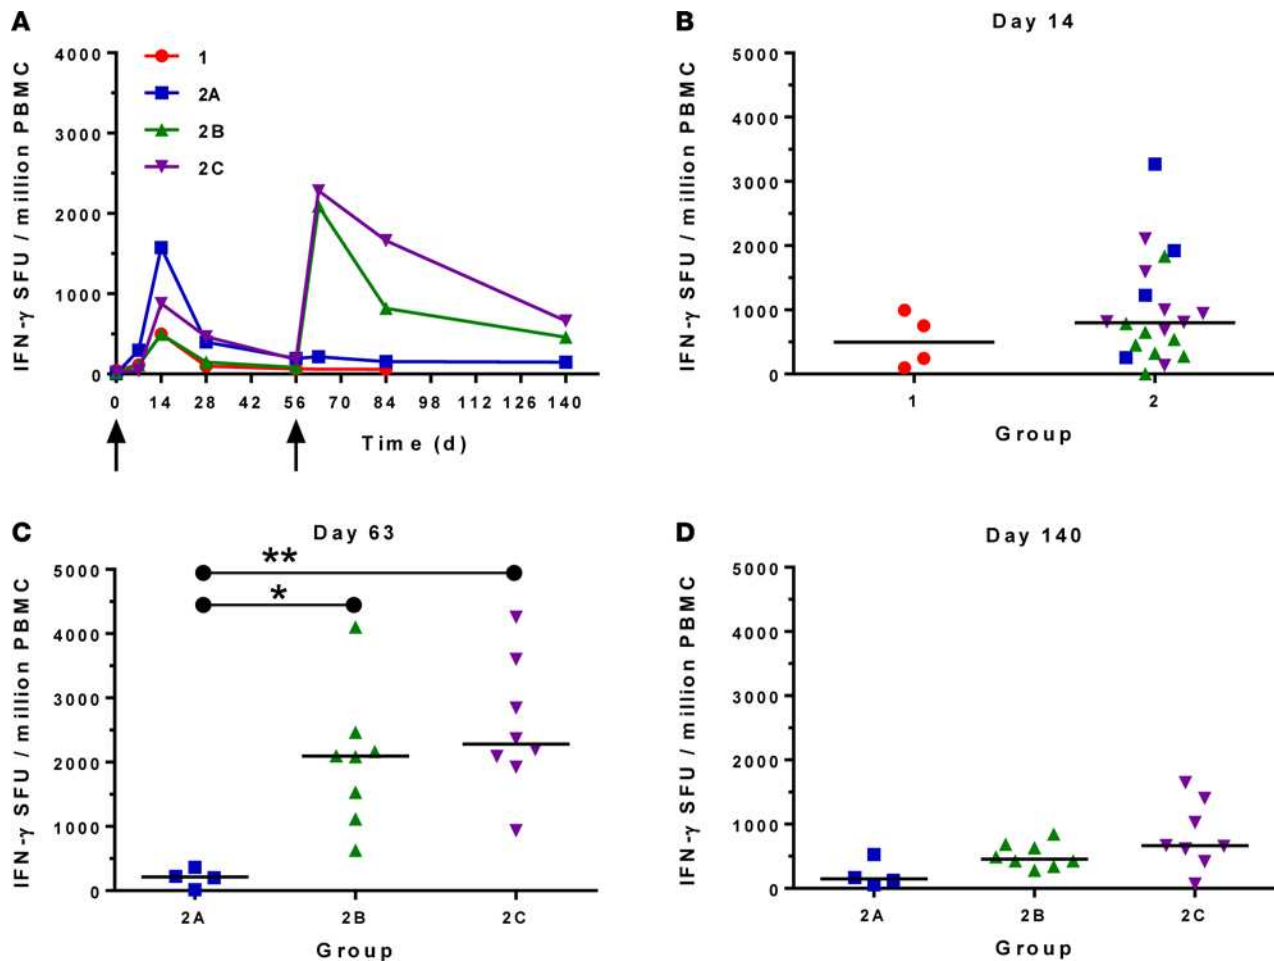 A
IFN-γ SFU / million PBMC
4000
3000
2000
1000
0
1
2A
2B
2C
0 14 28 42 56 70 84 98 112 126 140
Time (d)
B
Day 14
IFN-γ SFU / million PBMC
5000
4000
3000
2000
1000
0
1 2
Group
C
Day 63
IFN-γ SFU / million PBMC
5000
4000
3000
2000
1000
0
**
*
2A 2B 2C
Group
D
Day 140
IFN-γ SFU / million PBMC
5000
4000
3000
2000
1000
0
2A 2B 2C
Group